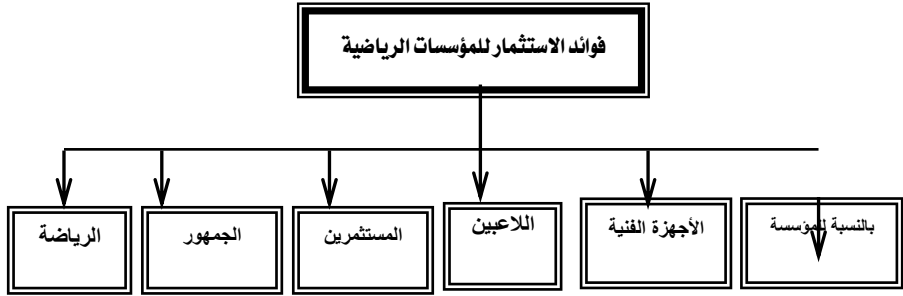 فوائد الاستثمار للمؤسسات الرياضية
بالنسبة للمؤسسة
الأجهزة الفنية
اللاعبين
المستثمرين
الجمهور
الرياضة